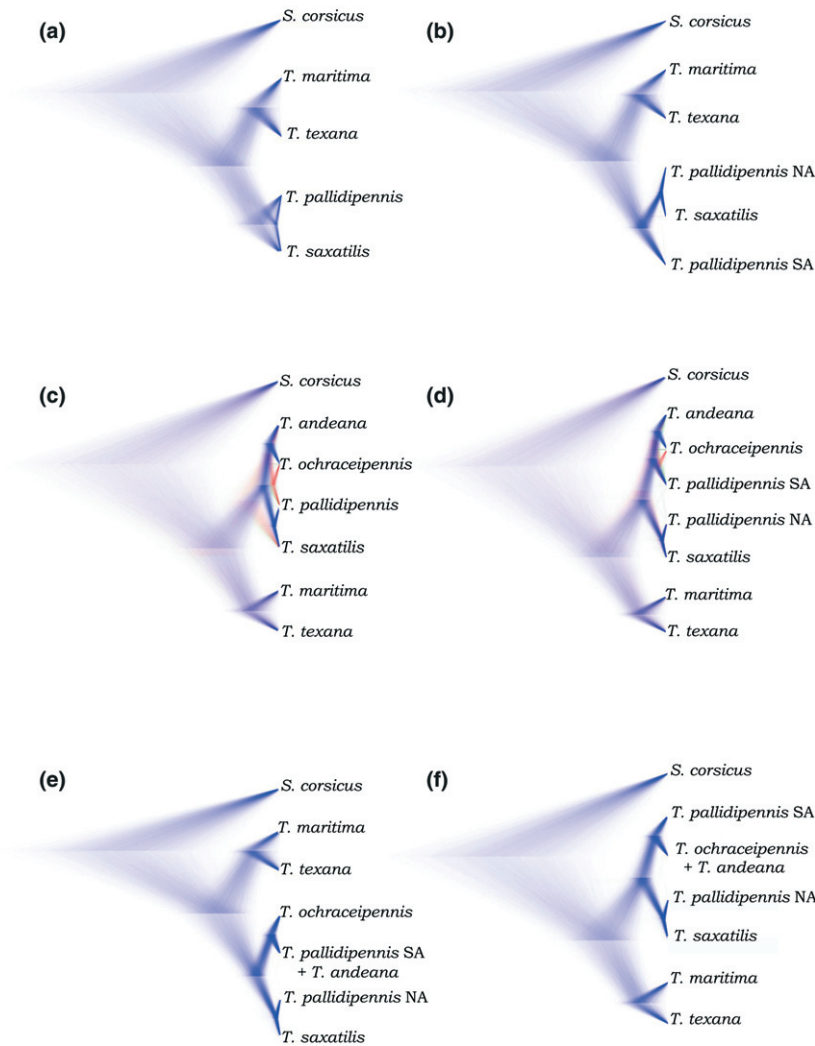 (a)
S. corsicus
T. maritima
T. texana
T. pallidipennis
T. saxatilis
(b)
S. corsicus
T. maritima
T. texana
T. pallidipennis NA
T. saxatilis
T. pallidipennis SA
(c)
S. corsicus
T. andeana
T. ochraceipennis
T. pallidipennis
T. saxatilis
T. maritima
T. texana
(d)
S. corsicus
T. andeana
T. ochraceipennis
T. pallidipennis SA
T. pallidipennis NA
T. saxatilis
T. maritima
T. texana
(e)
S. corsicus
T. maritima
T. texana
T. ochraceipennis
T. pallidipennis SA
+ T. andeana
T. pallidipennis NA
T. saxatilis
(f)
S. corsicus
T. pallidipennis SA
T. ochraceipennis
+ T. andeana
T. pallidipennis NA
T. saxatilis
T. maritima
T. texana